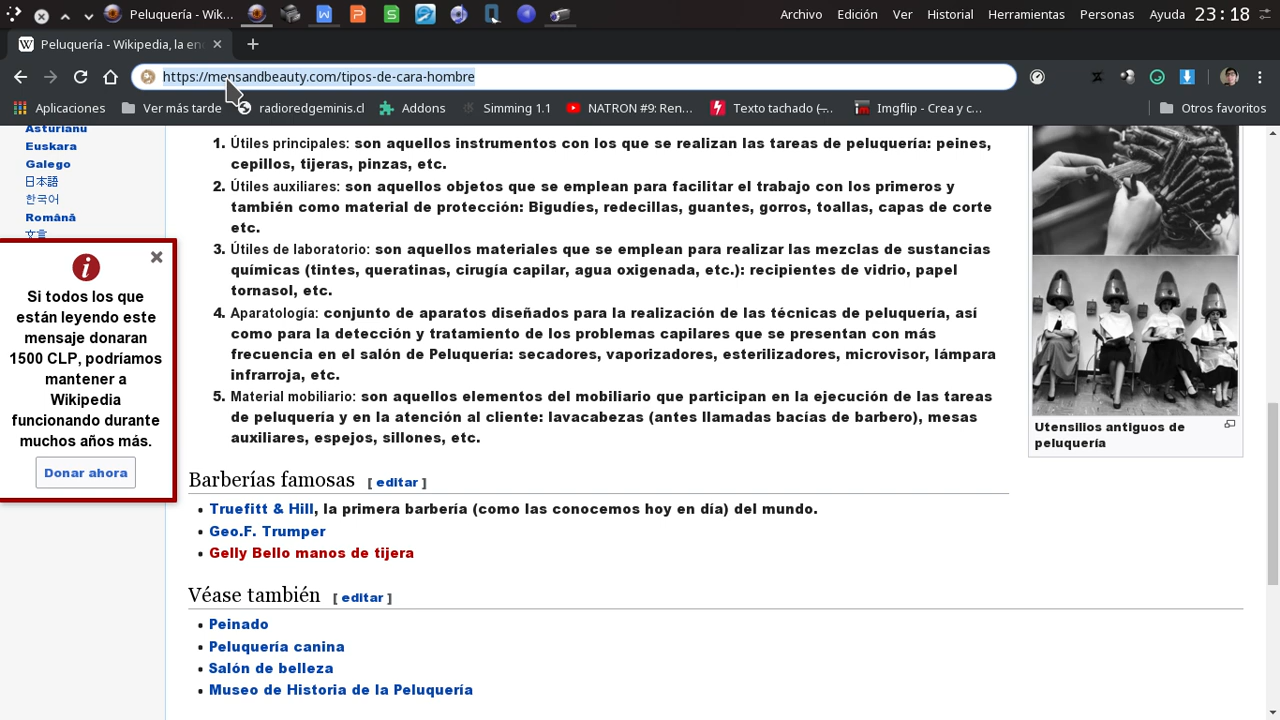 Peluquería - Wik...
Archivo Edición Ver Historial Herramientas Personas Ayuda 23:18
Peluquería - Wikipedia, la enc
https://mensandbeauty.com/tipos-de-cara-hombre
Aplicaciones Ver más tarde radioredgeminis.cl Addons Simming 1.1 NATRON #9: Ren... Texto tachado (-... Imgflip - Crea y c... Otros favoritos
Asturianu
Euskara
Galego
日本語
한국어
Română
文言
Si todos los que
están leyendo este
mensaje donaran
1500 CLP, podríamos
mantener a
Wikipedia
funcionando durante
muchos años más.
Donar ahora
1. Útiles principales: son aquellos instrumentos con los que se realizan las tareas de peluquería: peines,
cepillos, tijeras, pinzas, etc.
2. Útiles auxiliares: son aquellos objetos que se emplean para facilitar el trabajo con los primeros y
también como material de protección: Bigudíes, redecillas, guantes, gorros, toallas, capas de corte
etc.
3. Útiles de laboratorio: son aquellos materiales que se emplean para realizar las mezclas de sustancias
químicas (tintes, queratinas, cirugía capilar, agua oxigenada, etc.): recipientes de vidrio, papel
tornasol, etc.
4. Aparatología: conjunto de aparatos diseñados para la realización de las técnicas de peluquería, así
como para la detección y tratamiento de los problemas capilares que se presentan con más
frecuencia en el salón de Peluquería: secadores, vaporizadores, esterilizadores, microvisor, lámpara
infrarroja, etc.
5. Material mobiliario: son aquellos elementos del mobiliario que participan en la ejecución de las tareas
de peluquería y en la atención al cliente: lavacabezas (antes llamadas bacías de barbero), mesas
auxiliares, espejos, sillones, etc.
Utensilios antiguos de
peluquería
Barberías famosas [ editar ]
• Truefitt & Hill, la primera barbería (como las conocemos hoy en día) del mundo.
• Geo.F. Trumper
• Gelly Bello manos de tijera
Véase también [ editar ]
• Peinado
• Peluquería canina
• Salón de belleza
• Museo de Historia de la Peluquería